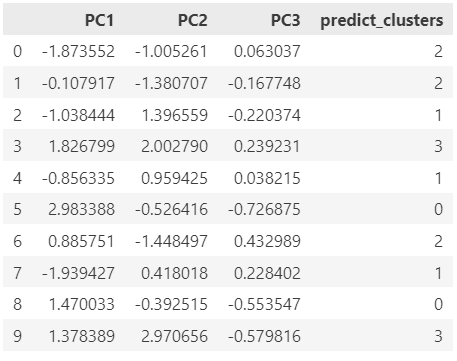 PC1 PC2 PC3 predict_clusters
0 -1.873552 -1.005261 0.063037 2
1 -0.107917 -1.380707 -0.167748 2
2 -1.038444 1.396559 -0.220374 1
3 1.826799 2.002790 0.239231 3
4 -0.856335 0.959425 0.038215 1
5 2.983388 -0.526416 -0.726875 0
6 0.885751 -1.448497 0.432989 2
7 -1.939427 0.418018 0.228402 1
8 1.470033 -0.392515 -0.553547 0
9 1.378389 2.970656 -0.579816 3